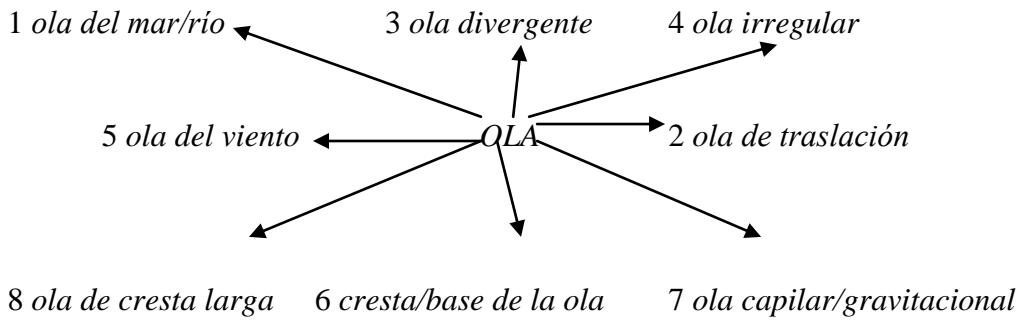 1 ola del mar/río 3 ola divergente 4 ola irregular
5 ola del viento OLA 2 ola de traslación
8 ola de cresta larga 6 cresta/base de la ola 7 ola capilar/gravitacional